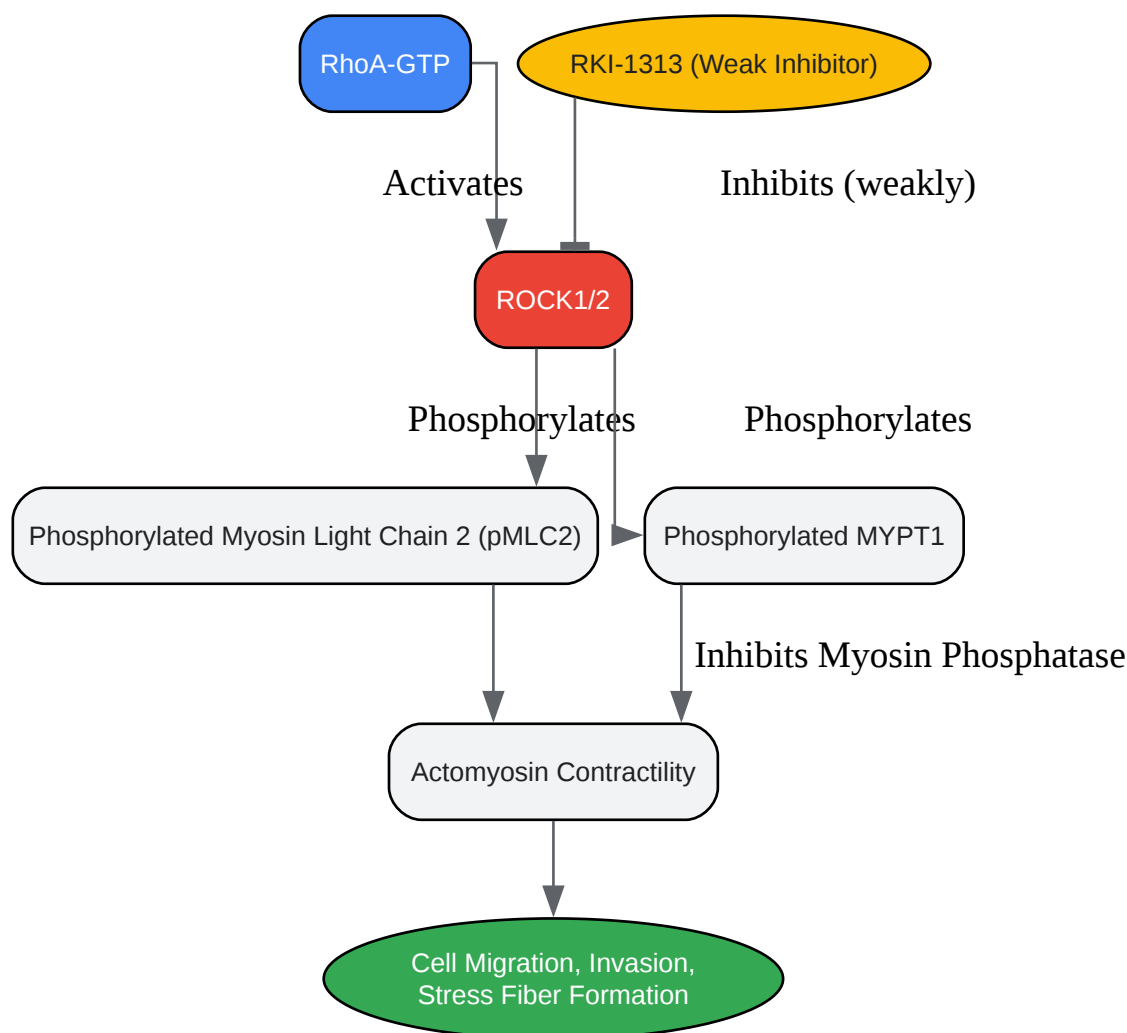 RhoA-GTP
RKI-1313 (Weak Inhibitor)
Activates
Inhibits (weakly)
ROCK1/2
Phosphorylates
Phosphorylates
Phosphorylated Myosin Light Chain 2 (pMLC2)
Phosphorylated MYPT1
Inhibits Myosin Phosphatase
Actomyosin Contractility
Cell Migration, Invasion,
Stress Fiber Formation